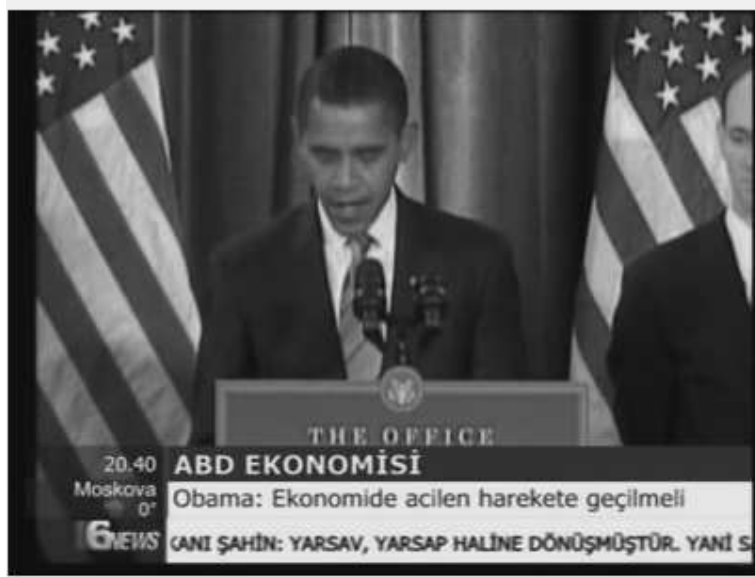 THE OFFICE
20.40
ABD EKONOMİSİ
Moskova
Obama: Ekonomide acilen harekete geçilmeli
0°
6NEWS
KANI ŞAHİN: YARSAV, YARSAP HALİNE DÖNÜŞMÜŞTÜR. YANİ S